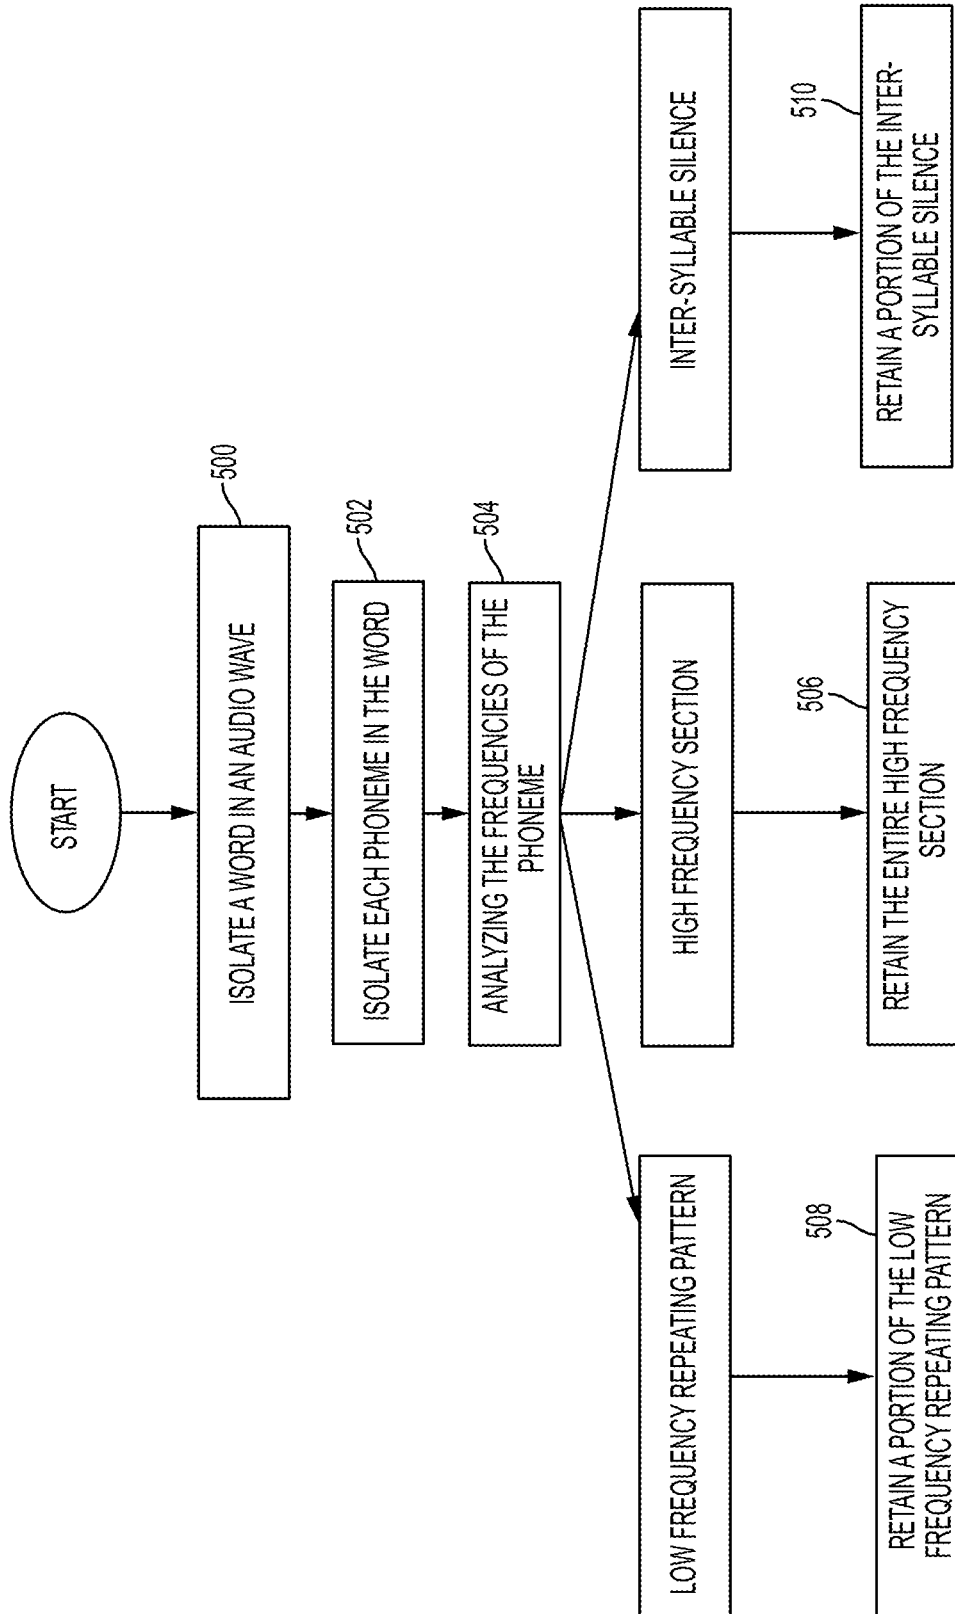 START
500
ISOLATE A WORD IN AN AUDIO WAVE
502
ISOLATE EACH PHONEME IN THE WORD
504
ANALYZING THE FREQUENCIES OF THE
PHONEME
LOW FREQUENCY REPEATING PATTERN
HIGH FREQUENCY SECTION
INTER-SYLLABLE SILENCE
508
RETAIN A PORTION OF THE LOW
FREQUENCY REPEATING PATTERN
506
RETAIN THE ENTIRE HIGH FREQUENCY
SECTION
510
RETAIN A PORTION OF THE INTER-
SYLLABLE SILENCE